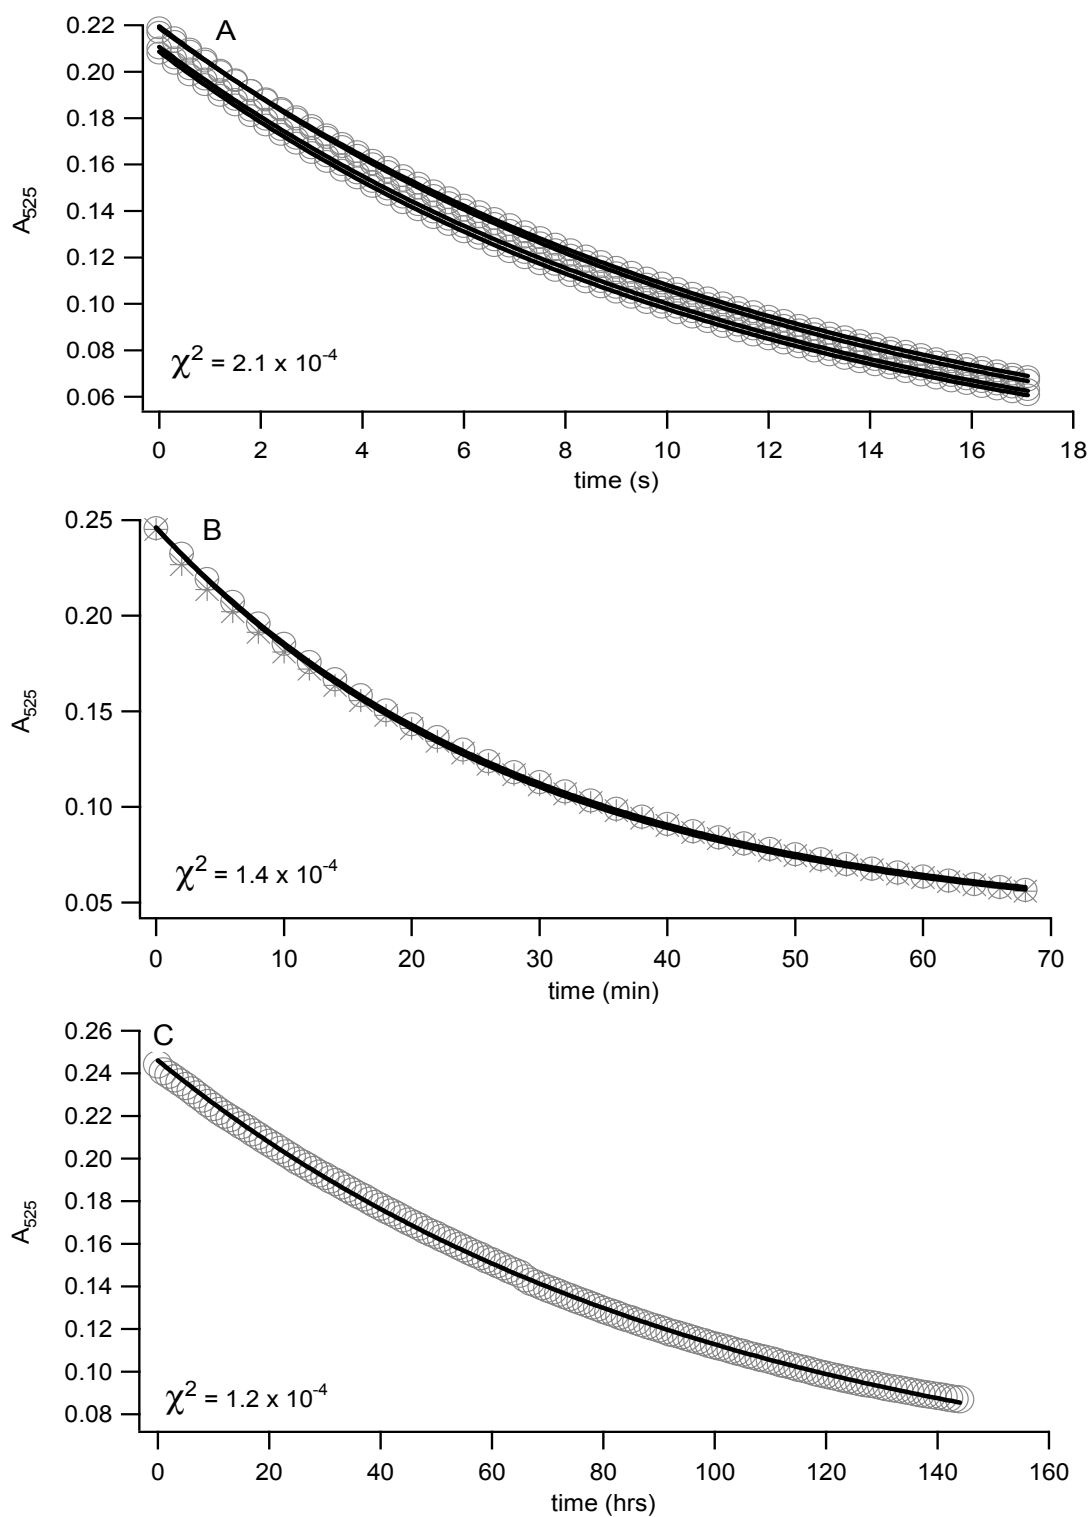 A
0.22
0.20
0.18
0.16
0.14
0.12
0.10
0.08
0.06
A₅₂₅
χ² = 2.1 x 10⁻⁴
0 2 4 6 8 10 12 14 16 18
time (s)
B
0.25
0.20
0.15
0.10
0.05
A₅₂₅
χ² = 1.4 x 10⁻⁴
0 10 20 30 40 50 60 70
time (min)
C
0.26
0.24
0.22
0.20
0.18
0.16
0.14
0.12
0.10
0.08
A₅₂₅
χ² = 1.2 x 10⁻⁴
0 20 40 60 80 100 120 140 160
time (hrs)